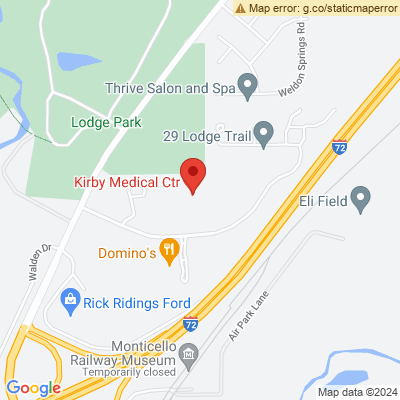 Map error: g.co/staticmaperror
Weldon Springs Rd
Thrive Salon and Spa
Lodge Park
29 Lodge Trail
72
Kirby Medical Ctr
Eli Field
Walden Dr
Domino's
Rick Ridings Ford
Air Park Lane
72
Monticello
Railway Museum
Temporarily closed
Google
Map data ©2024